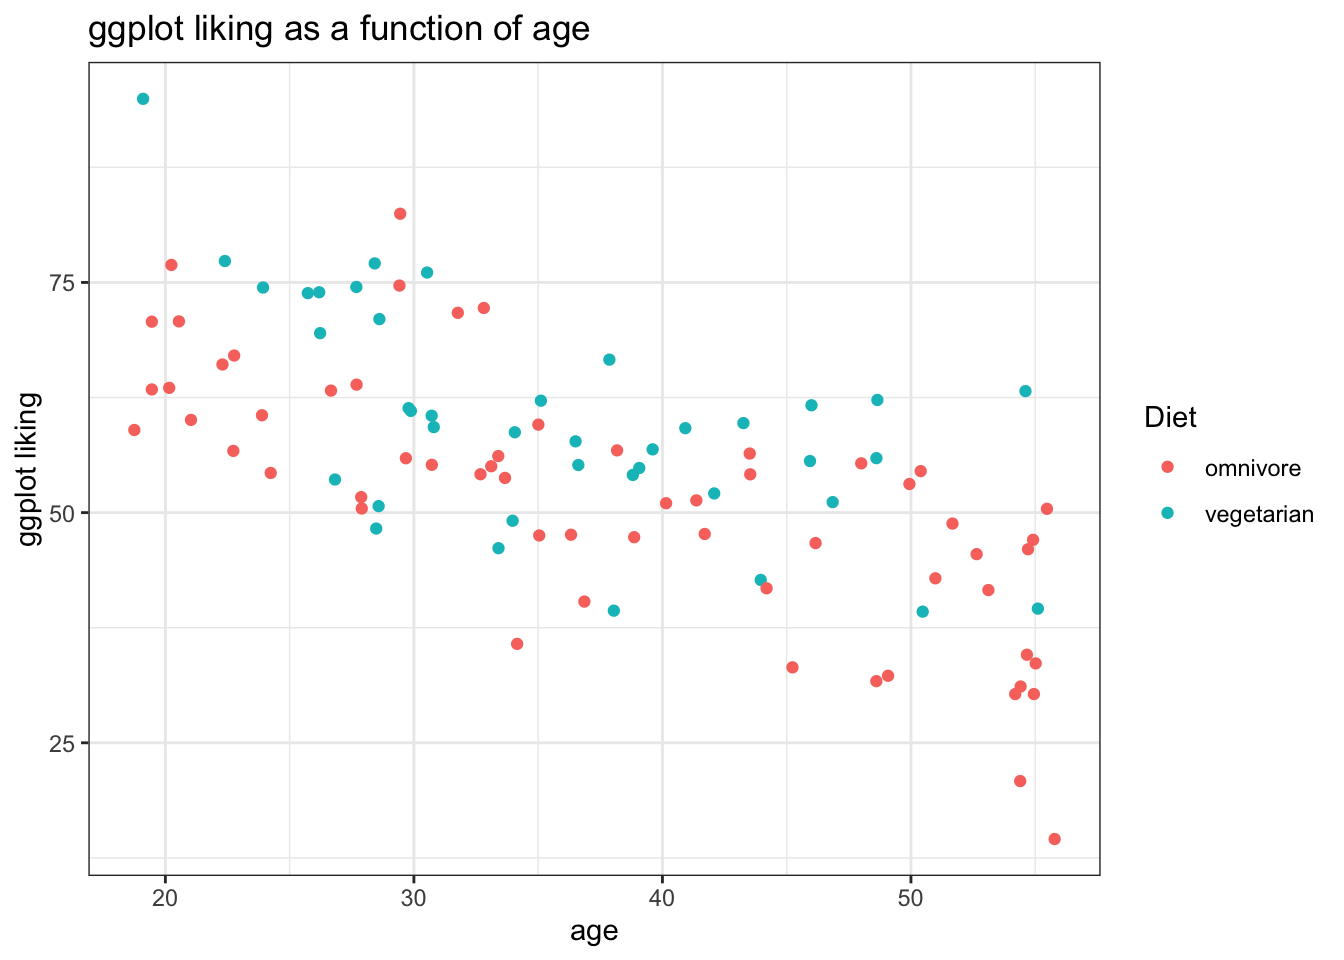 ggplot liking as a function of age
75
50
25
ggplot liking
20 30 40 50
age
Diet
omnivore
vegetarian